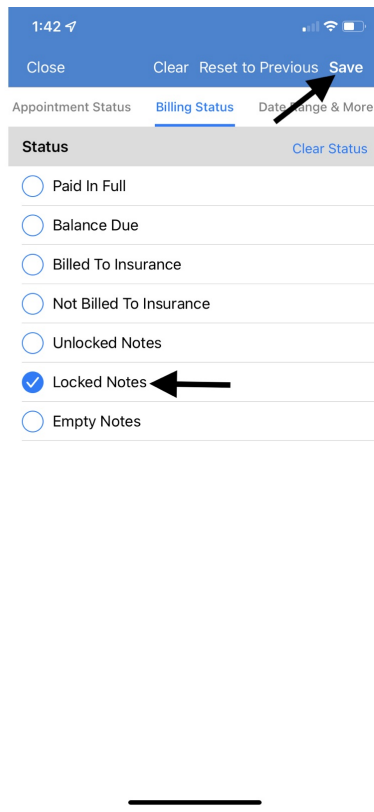 1:42
Close Clear Reset to Previous Save
Appointment Status Billing Status Date Range & More
Status Clear Status
Paid In Full
Balance Due
Billed To Insurance
Not Billed To Insurance
Unlocked Notes
Locked Notes
Empty Notes